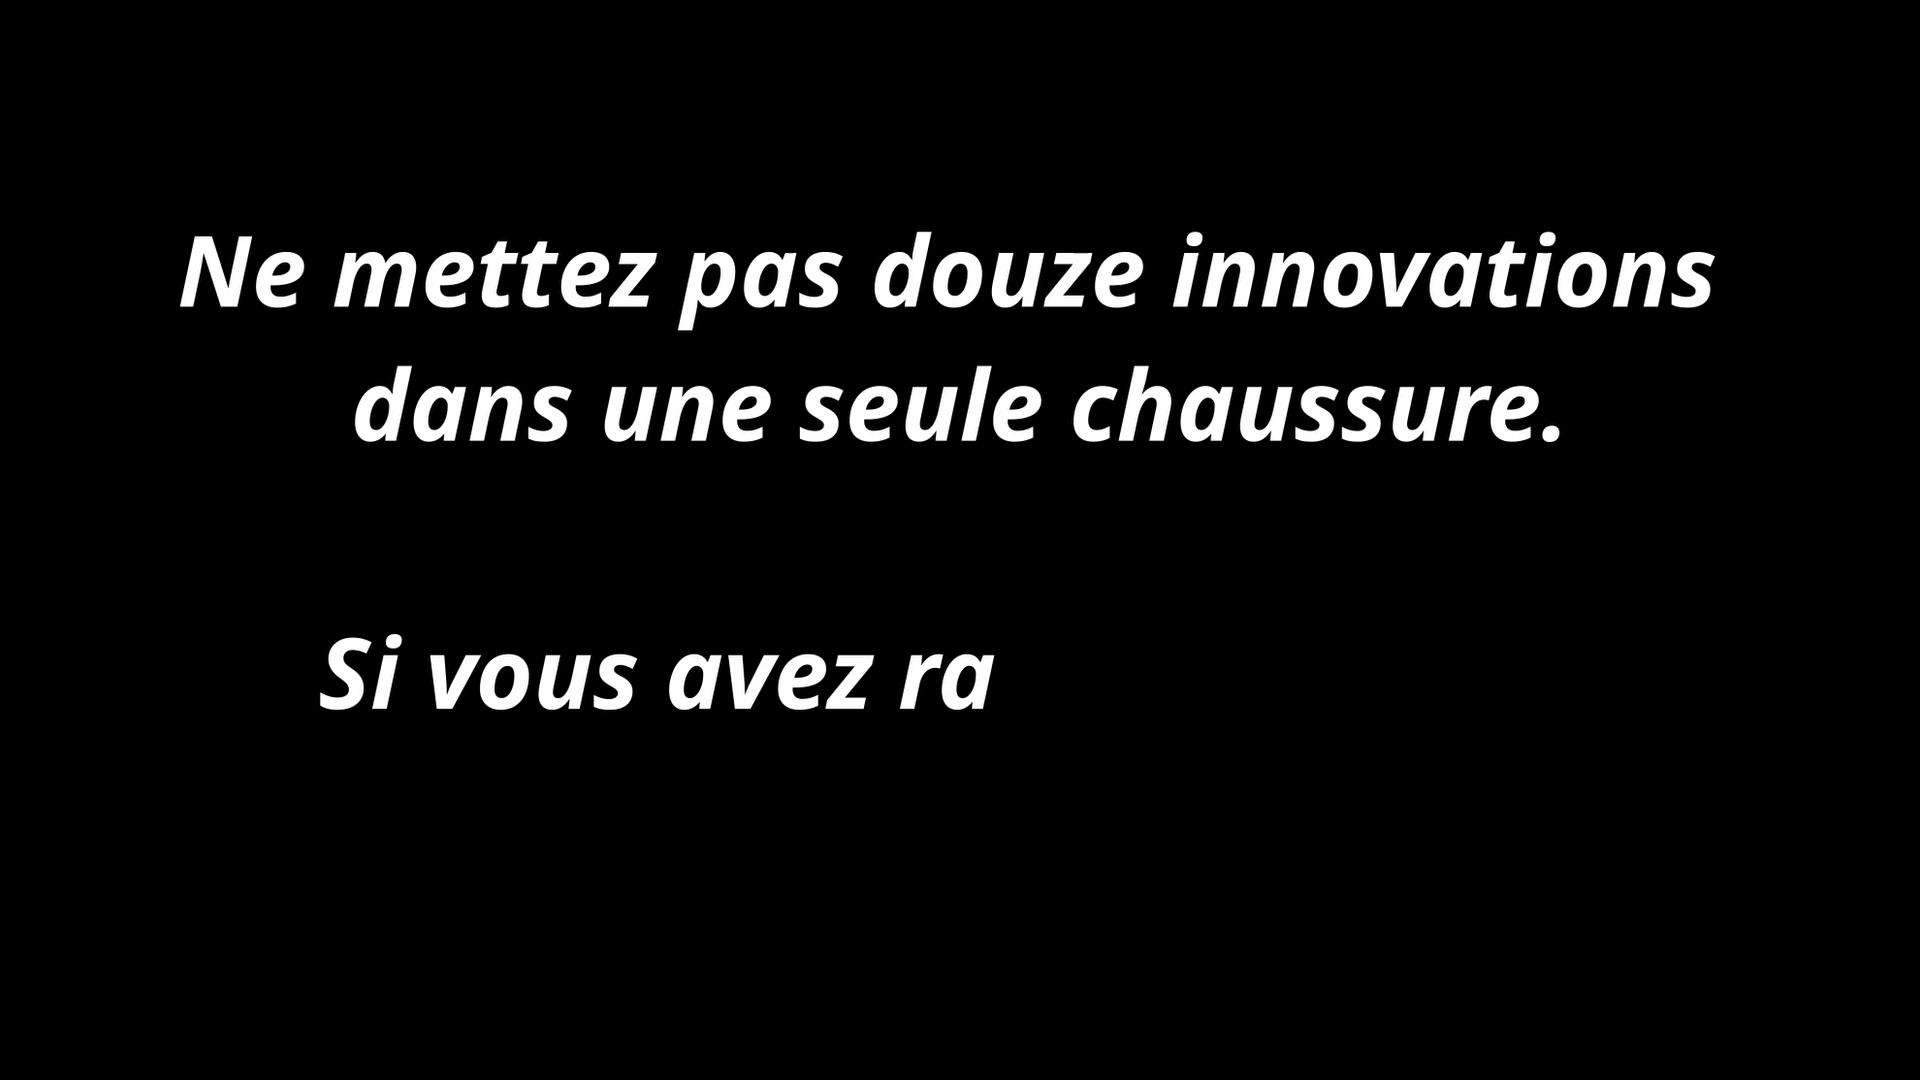 Ne mettez pas douze innovations
dans une seule chaussure.
Si vous avez ra